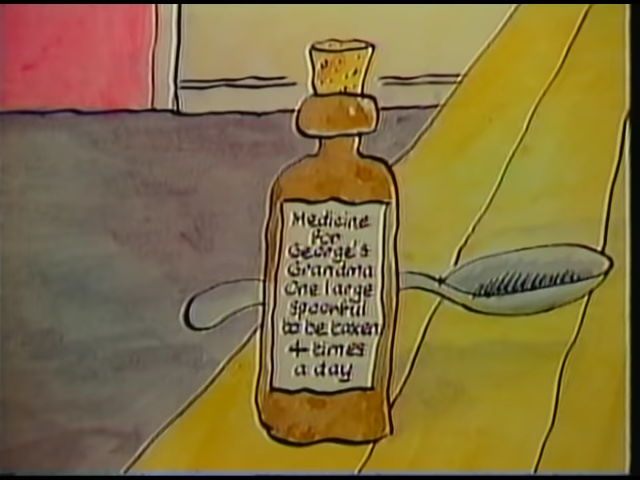 Medicine
For
George's
Grandma
One large
spoonful
to be taken
4 times
a day